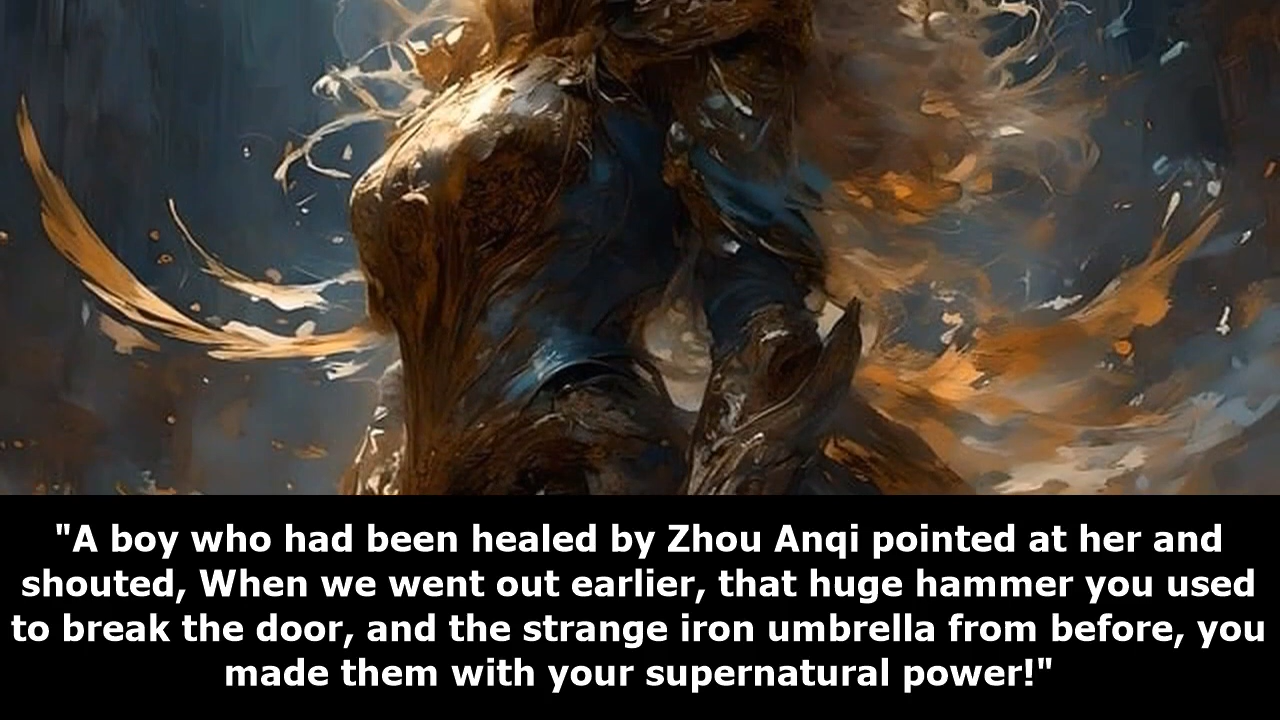 "A boy who had been healed by Zhou Anqi pointed at her and
shouted, When we went out earlier, that huge hammer you used
to break the door, and the strange iron umbrella from before, you
made them with your supernatural power!"